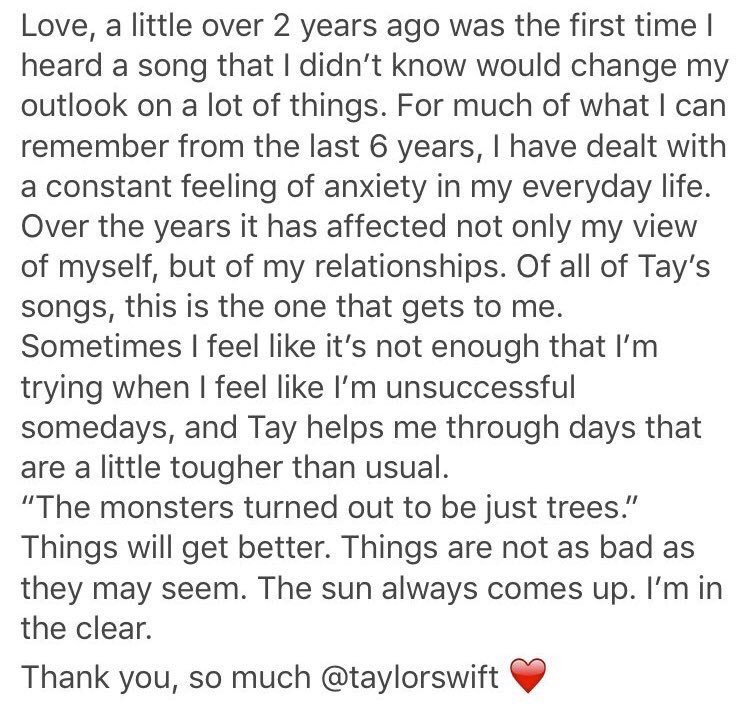 Love, a little over 2 years ago was the first time I
heard a song that I didn’t know would change my
outlook on a lot of things. For much of what I can
remember from the last 6 years, I have dealt with
a constant feeling of anxiety in my everyday life.
Over the years it has affected not only my view
of myself, but of my relationships. Of all of Tay’s
songs, this is the one that gets to me.
Sometimes I feel like it’s not enough that I’m
trying when I feel like I’m unsuccessful
somedays, and Tay helps me through days that
are a little tougher than usual.
“The monsters turned out to be just trees.”
Things will get better. Things are not as bad as
they may seem. The sun always comes up. I’m in
the clear.
Thank you, so much @taylorswift ❤️